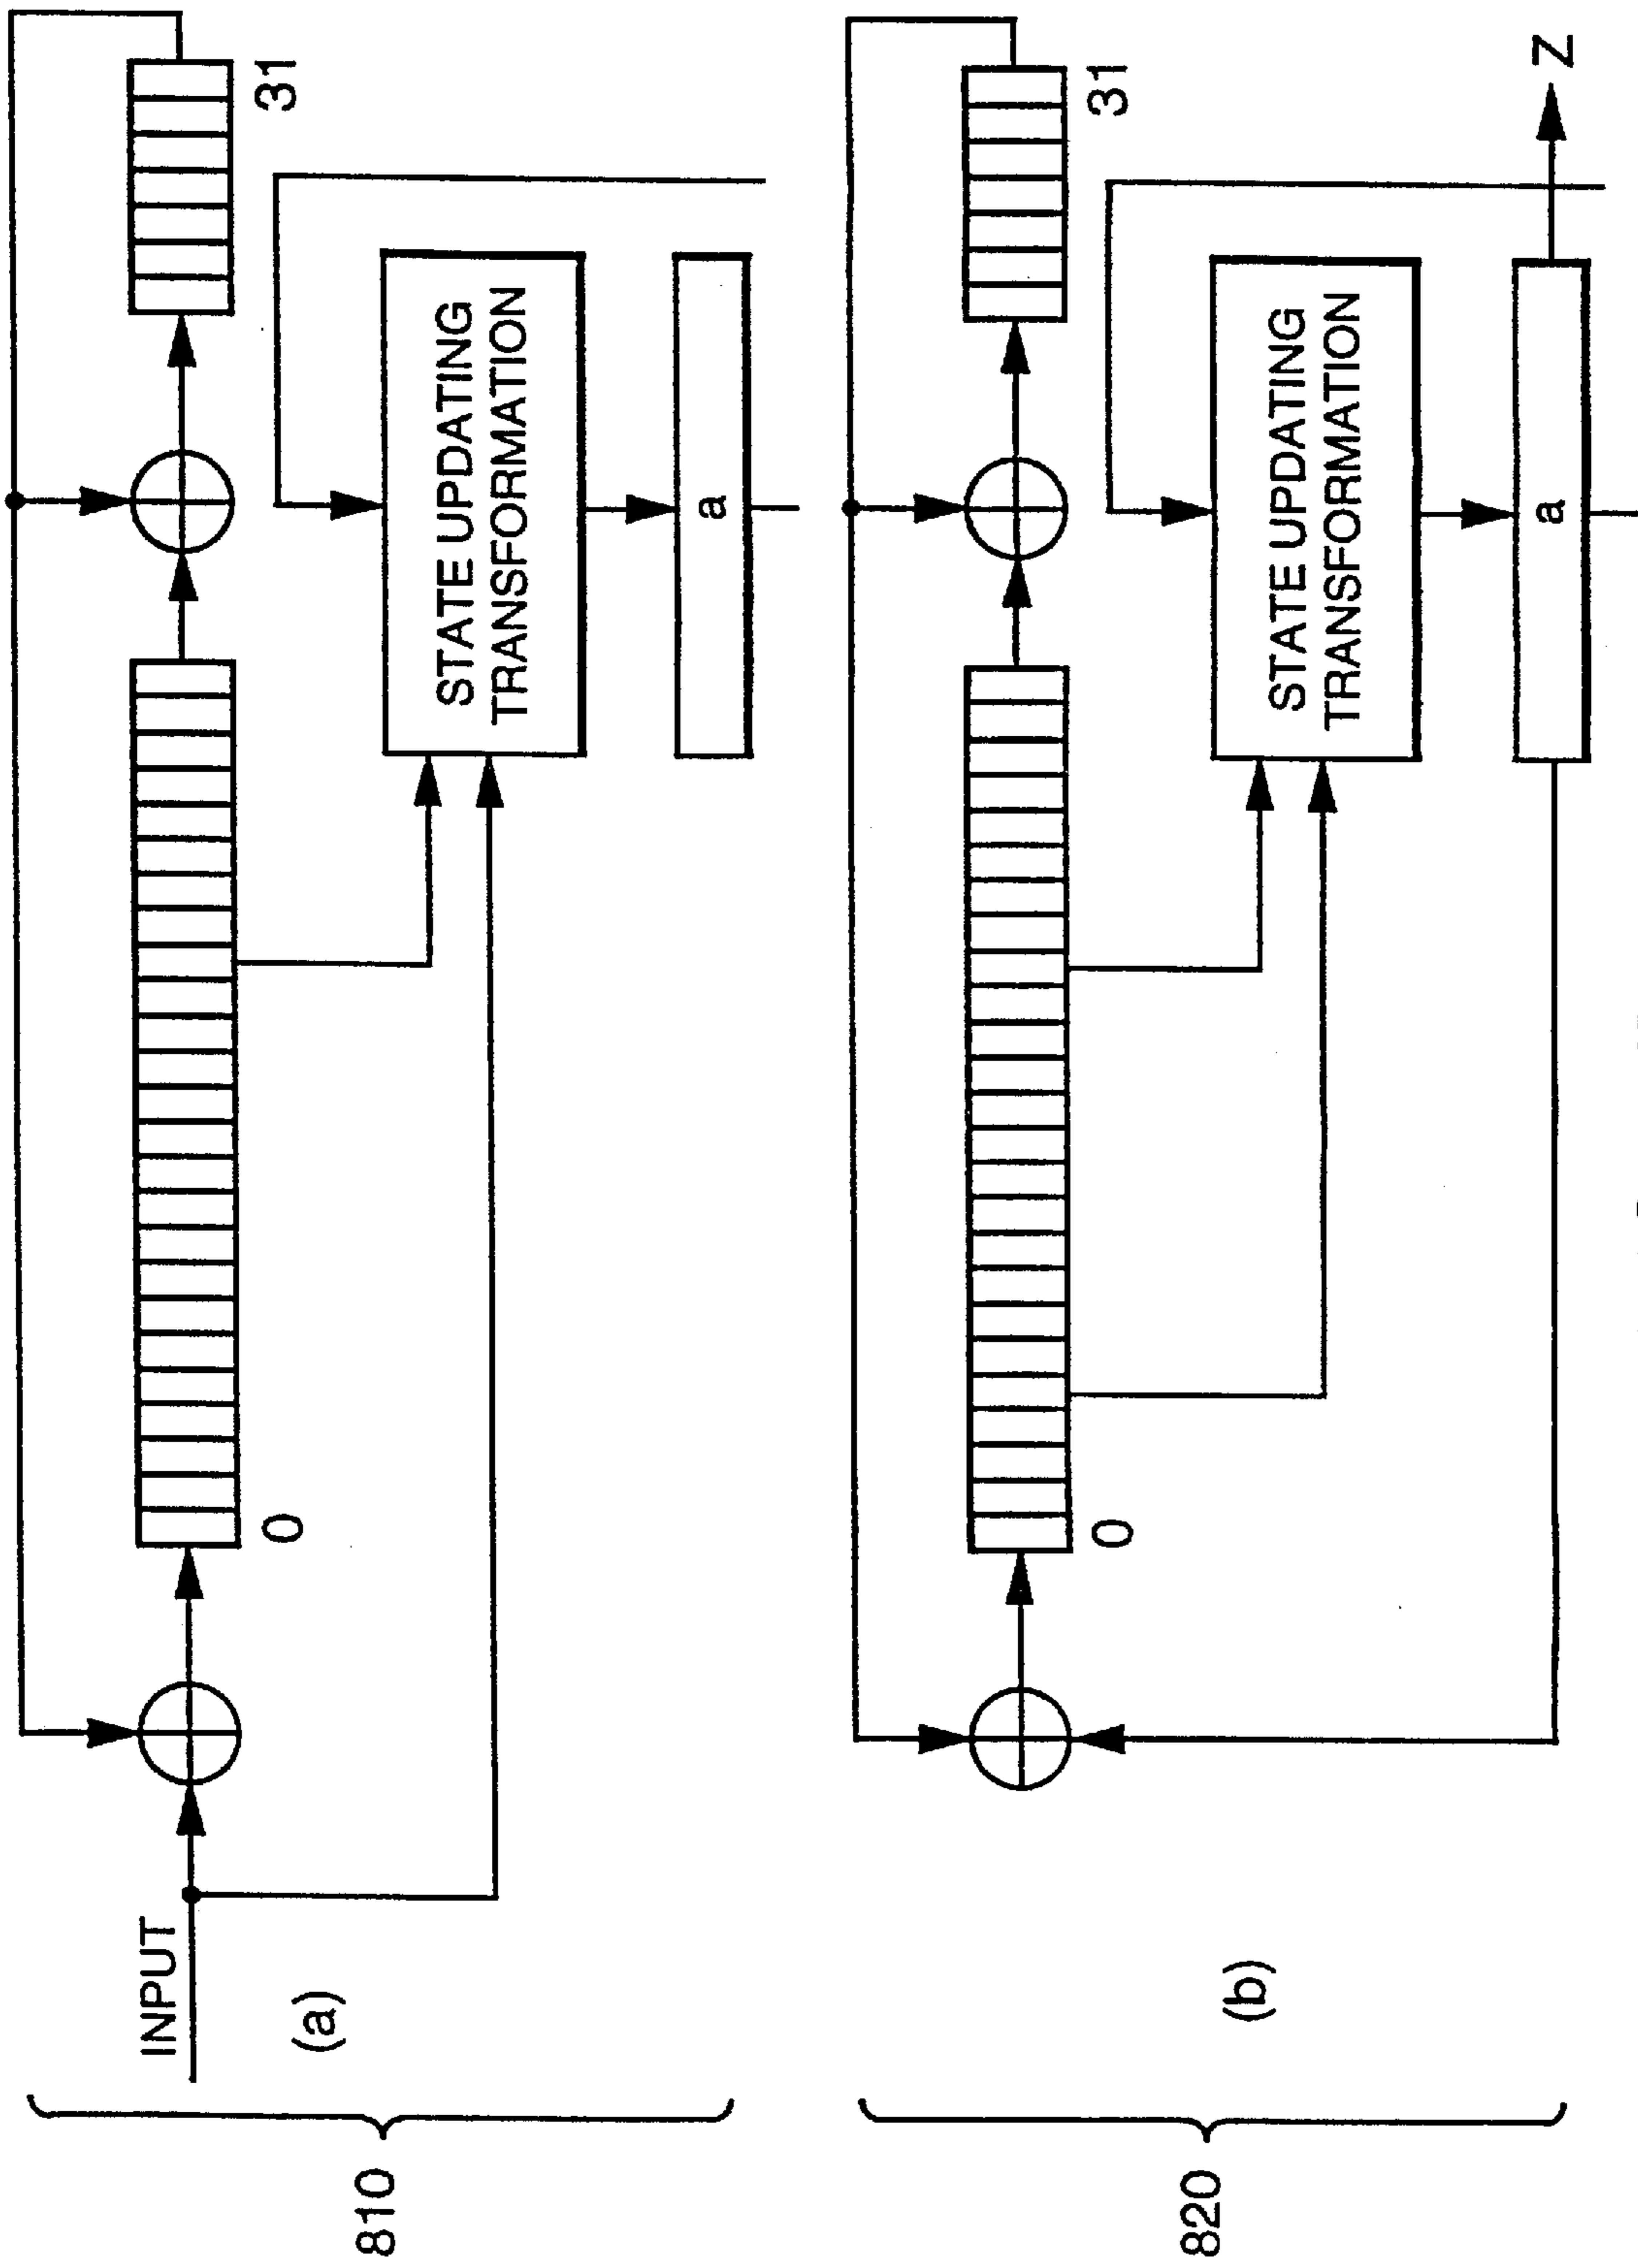 810
(a)
INPUT
0
31
STATE UPDATING
TRANSFORMATION
a
820
(b)
0
31
STATE UPDATING
TRANSFORMATION
a
Z